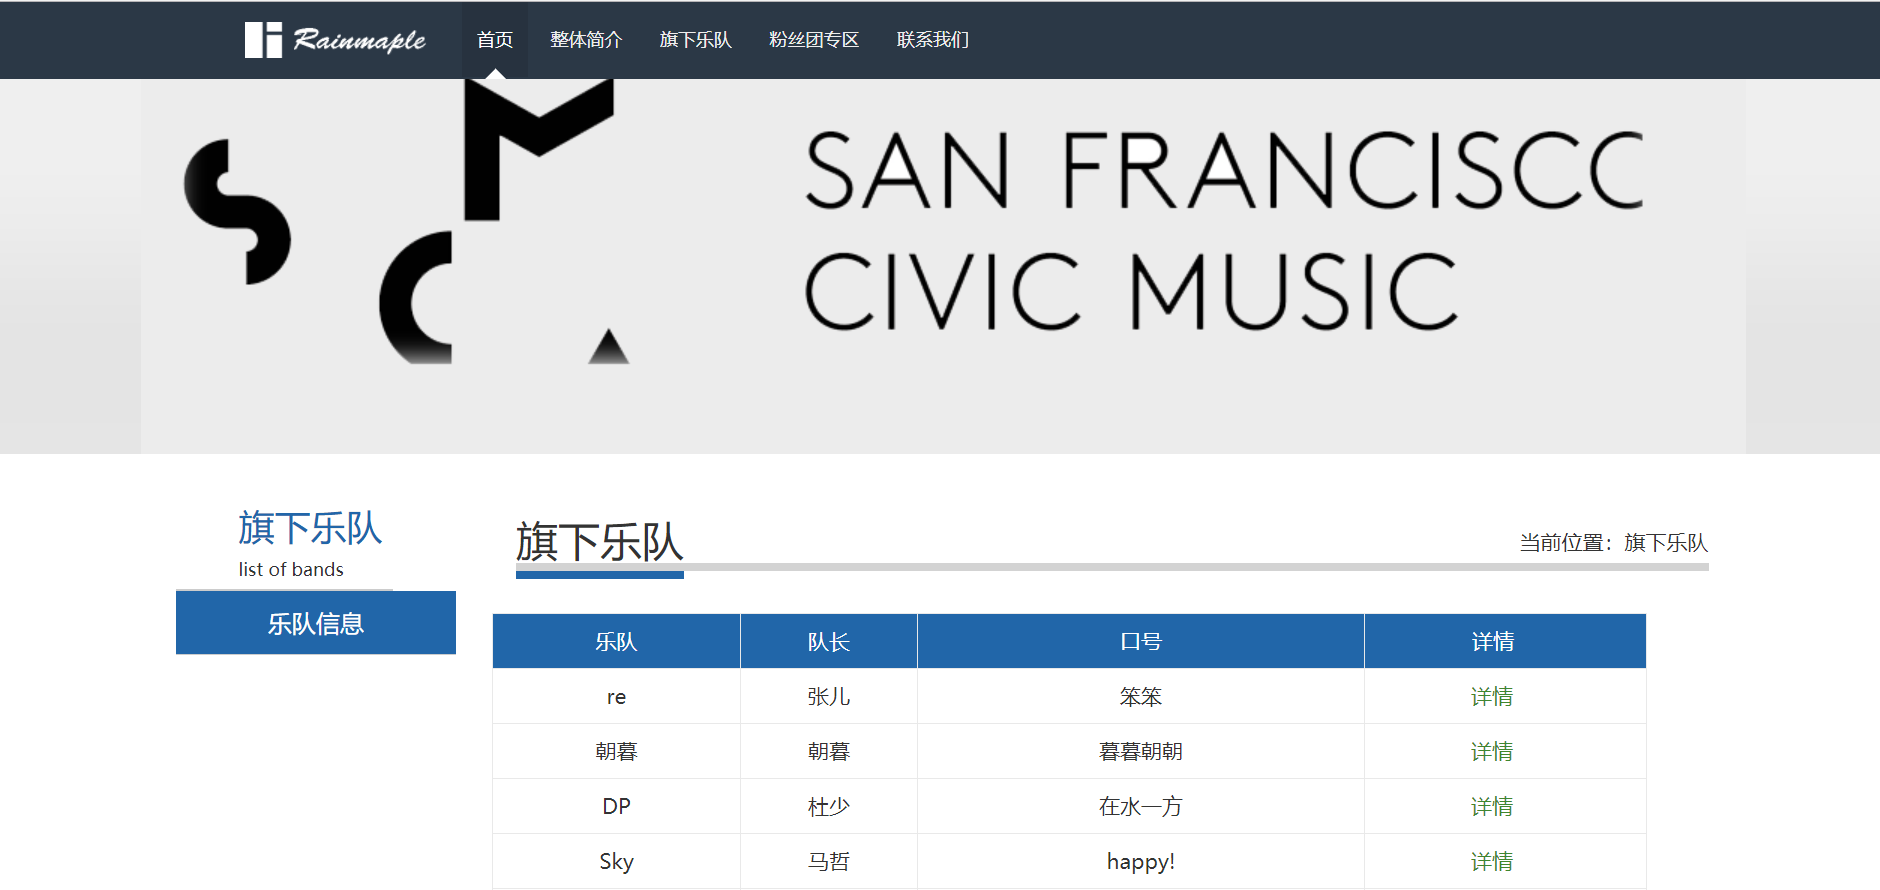 Rainmaple 首页 整体简介 旗下乐队 粉丝团专区 联系我们
S M C
SAN FRANCISCO
CIVIC MUSIC
旗下乐队
list of bands
乐队信息
旗下乐队
当前位置：旗下乐队
乐队 队长 口号 详情
re 张儿 笨笨 详情
朝暮 朝暮 暮暮朝朝 详情
DP 杜少 在水一方 详情
Sky 马哲 happy! 详情